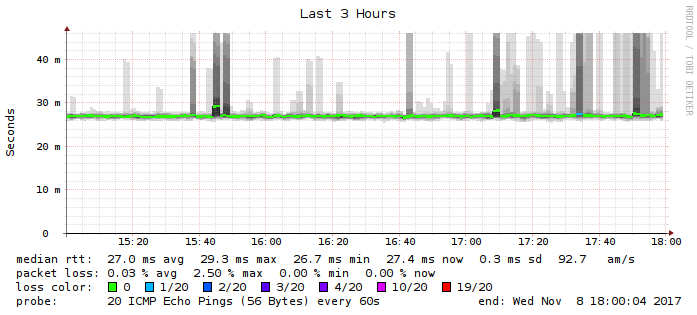 Last 3 Hours
RRDTOOL / TOBI OETIKER
Seconds
40 m
30 m
20 m
10 m
0
15:20 15:40 16:00 16:20 16:40 17:00 17:20 17:40 18:00
median rtt: 27.0 ms avg 29.3 ms max 26.7 ms min 27.4 ms now 0.3 ms sd 92.7 am/s
packet loss: 0.03 % avg 2.50 % max 0.00 % min 0.00 % now
loss color: 0 1/20 2/20 3/20 4/20 10/20 19/20
probe: 20 ICMP Echo Pings (56 Bytes) every 60s end: Wed Nov 8 18:00:04 2017